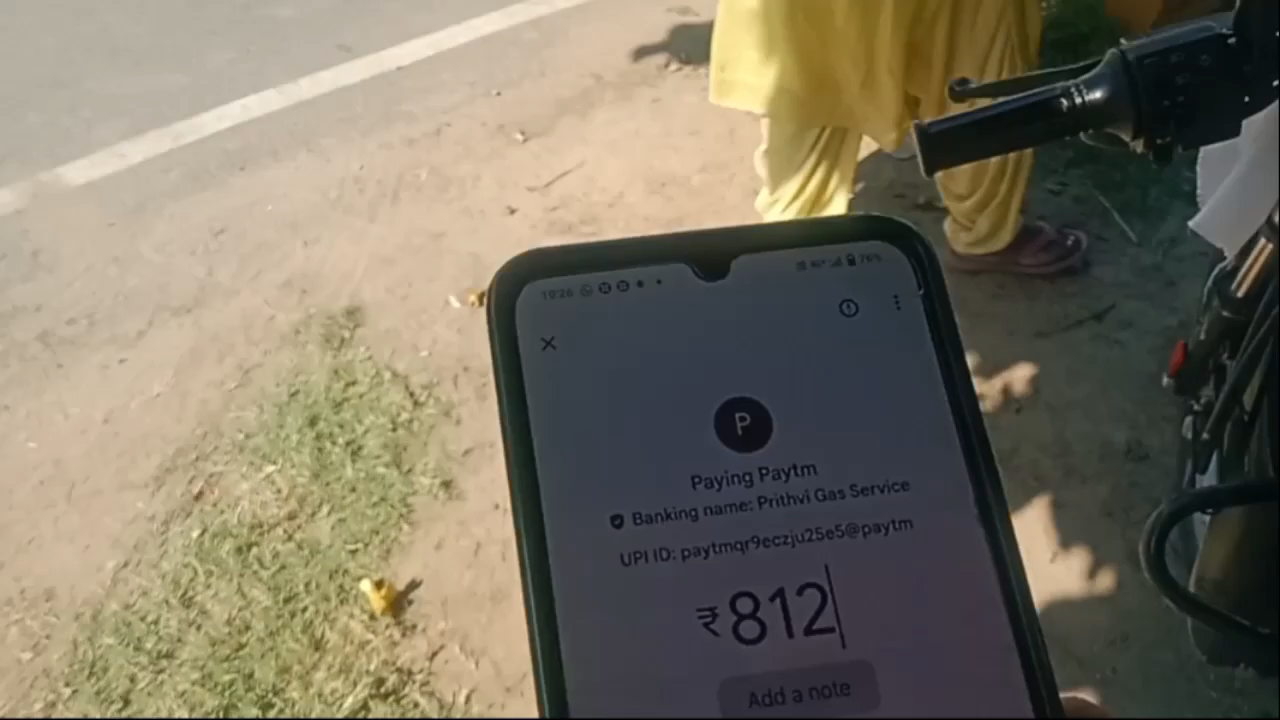 10:26 76%
P
Paying Paytm
Banking name: Prithvi Gas Service
UPI ID: paytmqr9eczju25e5@paytm
₹812
Add a note